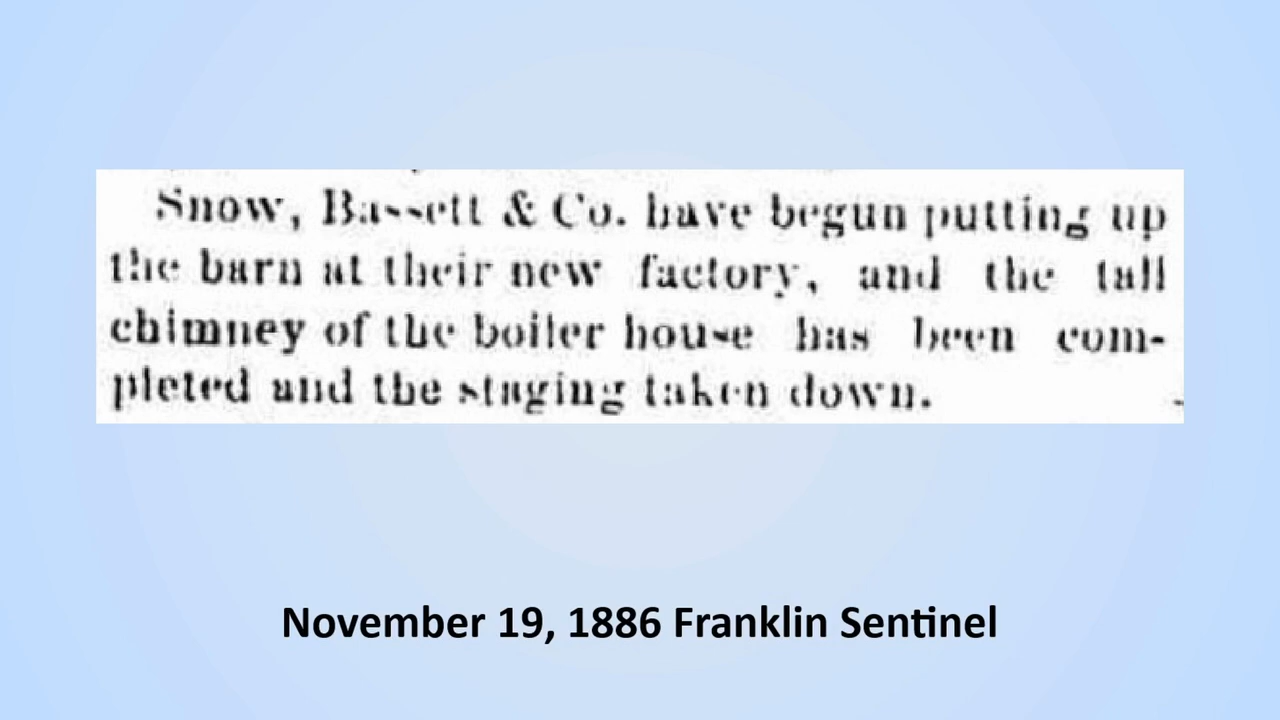 Snow, Bassett & Co. have begun putting up
the barn at their new factory, and the tall
chimney of the boiler house has been com-
pleted and the staging taken down.
November 19, 1886 Franklin Sentinel